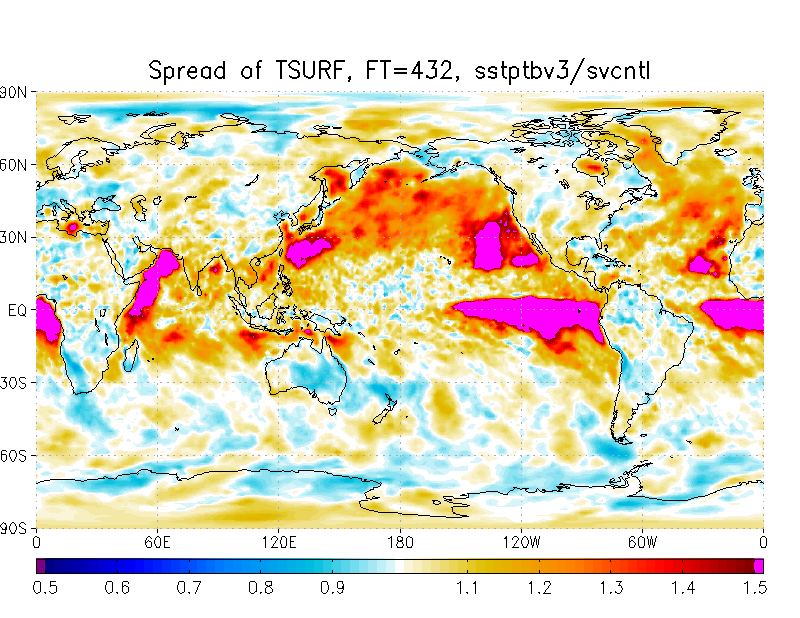 Spread of TSURF, FT=432, sstptbv3/svcntl
90N
60N
30N
EQ
30S
60S
90S
0 60E 120E 180 120W 60W 0
0.5 0.6 0.7 0.8 0.9 1.1 1.2 1.3 1.4 1.5